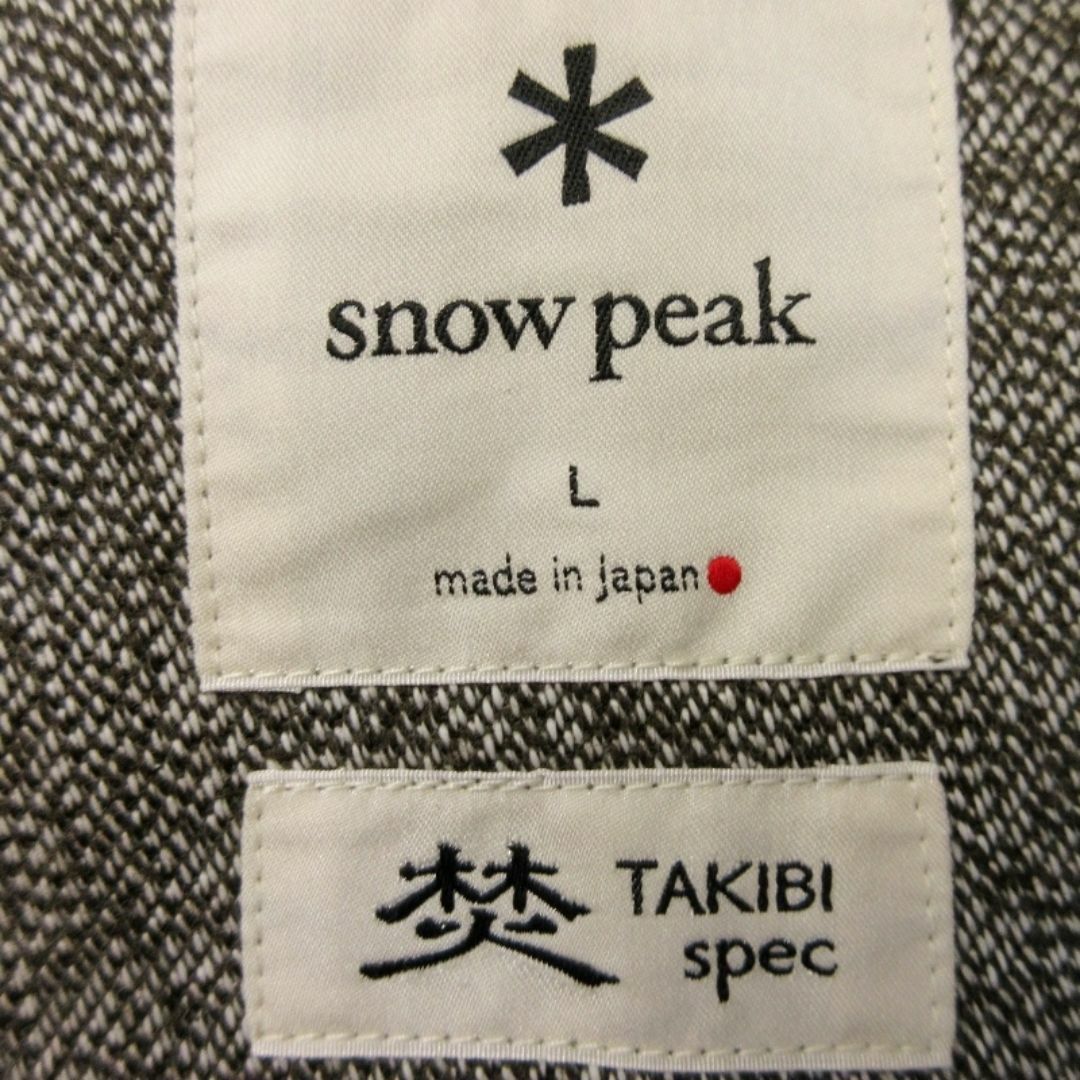 snow peak
L
made in Japan
焚 TAKIBI
spec